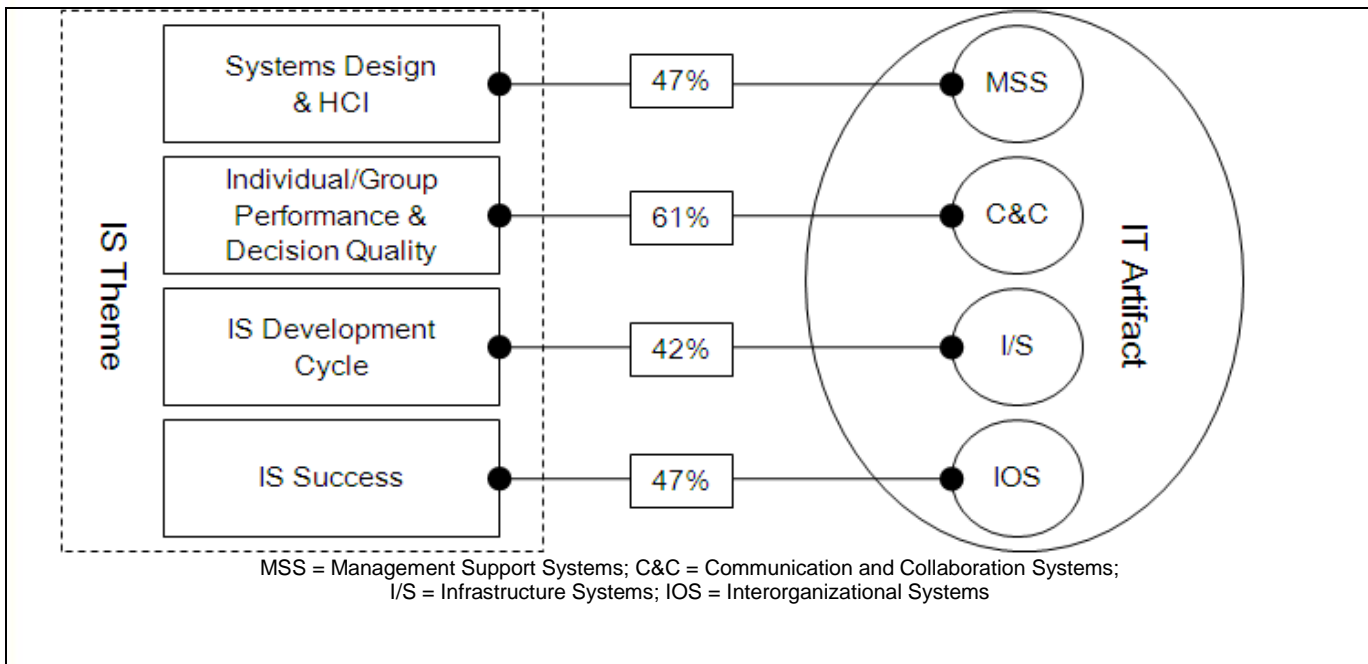 IS Theme
Systems Design
& HCI
47%
MSS
Individual/Group
Performance &
Decision Quality
61%
C&C
IS Development
Cycle
42%
I/S
IS Success
47%
IOS
IT Artifact
MSS = Management Support Systems; C&C = Communication and Collaboration Systems;
I/S = Infrastructure Systems; IOS = Interorganizational Systems